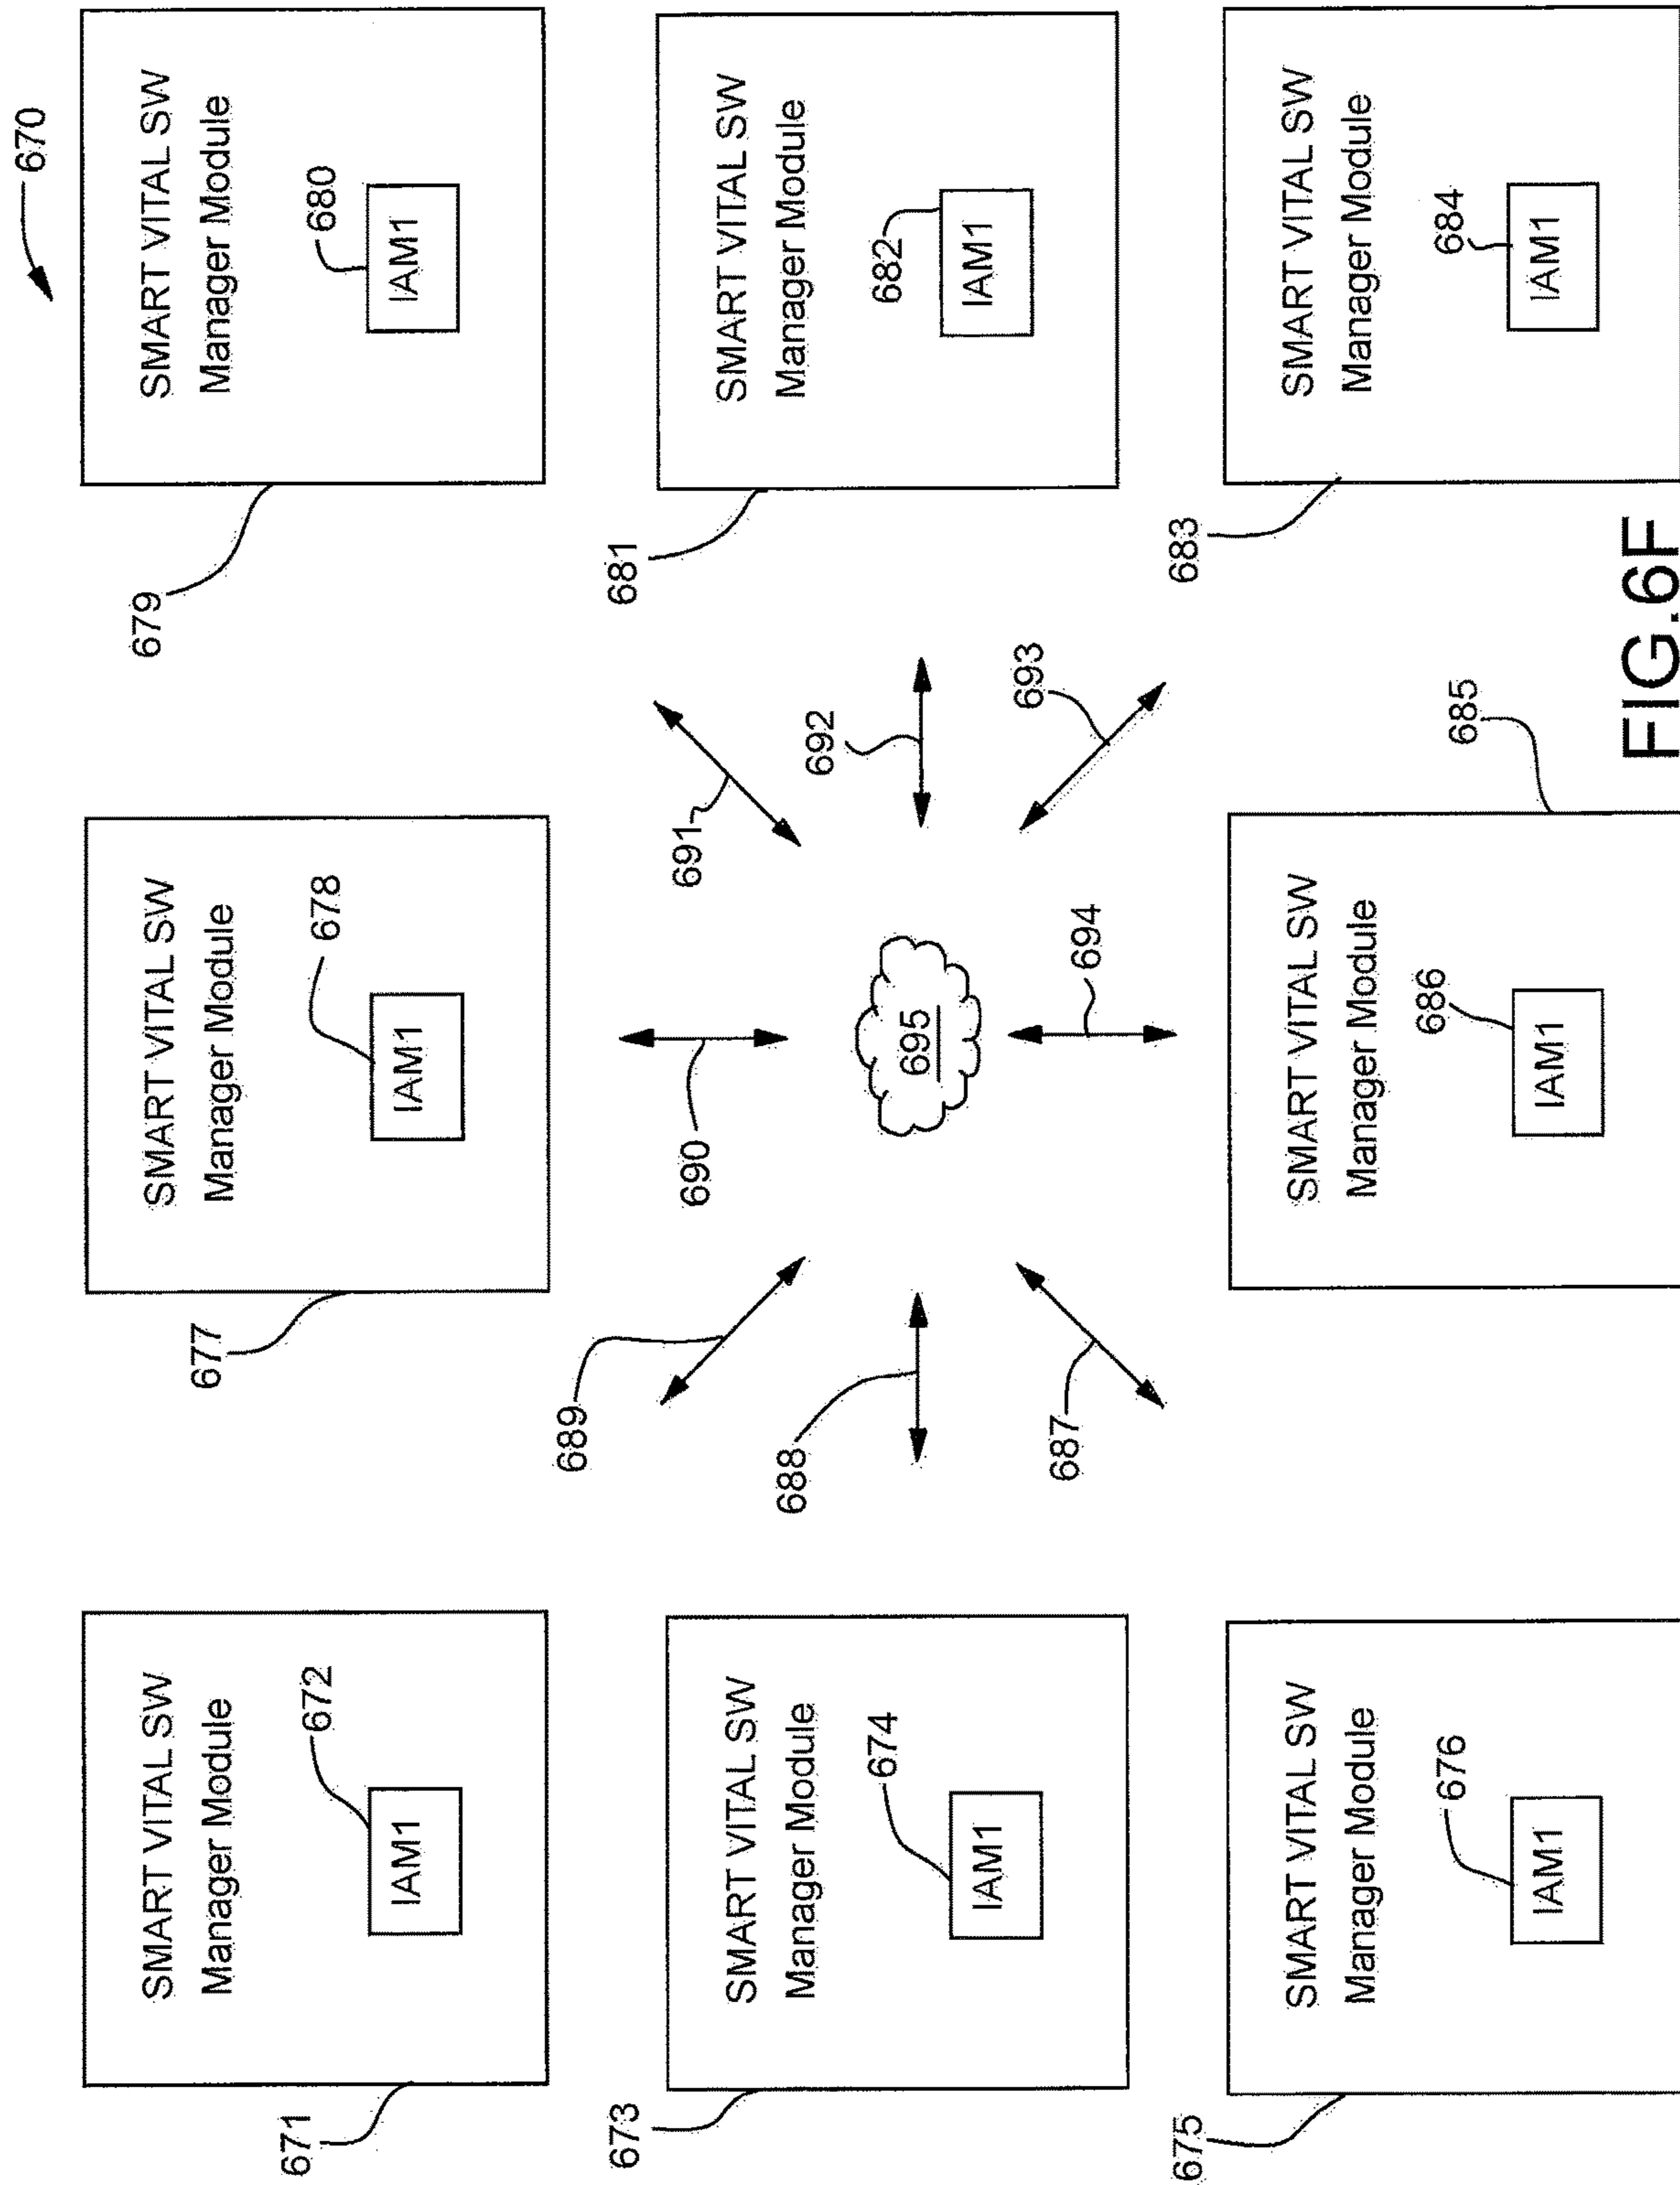 670
SMART VITAL SW
Manager Module
672
IAM1
671
SMART VITAL SW
Manager Module
678
IAM1
677
SMART VITAL SW
Manager Module
680
IAM1
679
689
690
691
SMART VITAL SW
Manager Module
674
IAM1
673
688
695
692
SMART VITAL SW
Manager Module
682
IAM1
681
687
694
693
SMART VITAL SW
Manager Module
676
IAM1
675
SMART VITAL SW
Manager Module
686
IAM1
685
SMART VITAL SW
Manager Module
684
IAM1
683
FIG.6F